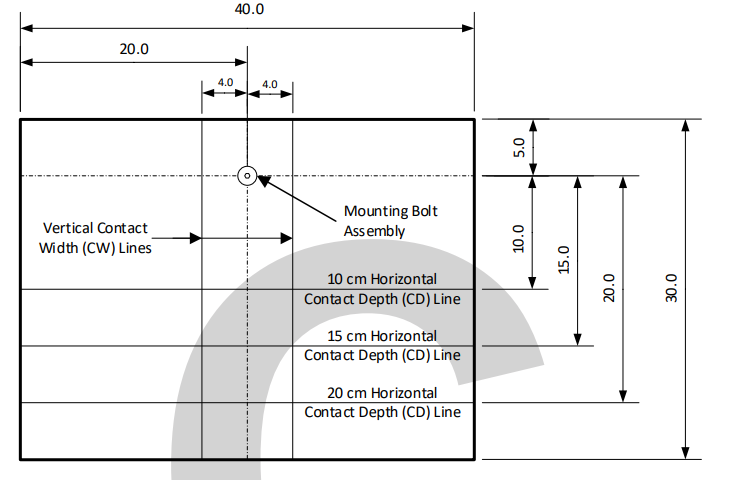 40.0
20.0
4.0
4.0
5.0
Mounting Bolt
Assembly
Vertical Contact
Width (CW) Lines
10.0
15.0
20.0
30.0
10 cm Horizontal
Contact Depth (CD) Line
15 cm Horizontal
Contact Depth (CD) Line
20 cm Horizontal
Contact Depth (CD) Line